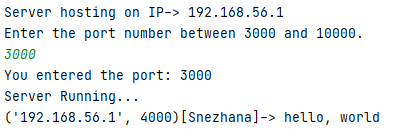 Server hosting on IP-> 192.168.56.1
Enter the port number between 3000 and 10000.
3000
You entered the port: 3000
Server Running...
('192.168.56.1', 4000)[Snezhana]-> hello, world